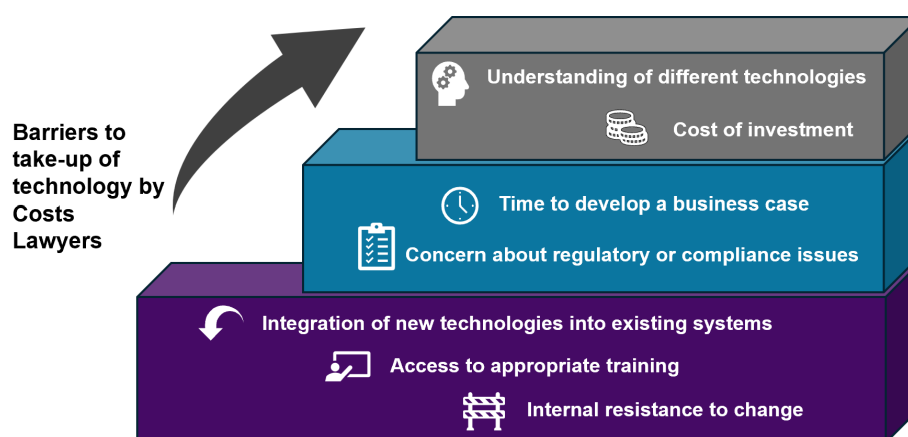 Barriers to
take-up of
technology by
Costs
Lawyers
Understanding of different technologies
Cost of investment
Time to develop a business case
Concern about regulatory or compliance issues
Integration of new technologies into existing systems
Access to appropriate training
Internal resistance to change